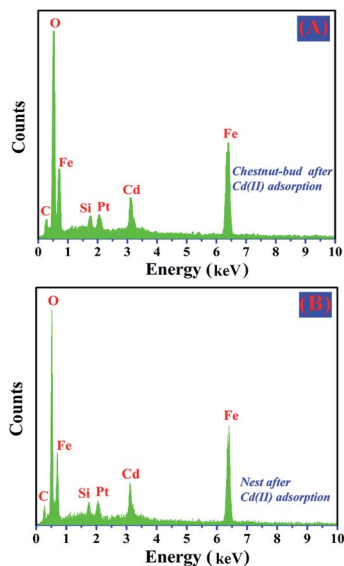 (A)
O
Fe
Fe
Chestnut-bud after
Cd(II) adsorption
Cd
Si
Pt
C
Counts
0 1 2 3 4 5 6 7 8 9 10
Energy (keV)
(B)
O
Fe
Fe
Cd
Nest after
Cd(II) adsorption
Si
Pt
C
Counts
0 1 2 3 4 5 6 7 8 9 10
Energy (keV)